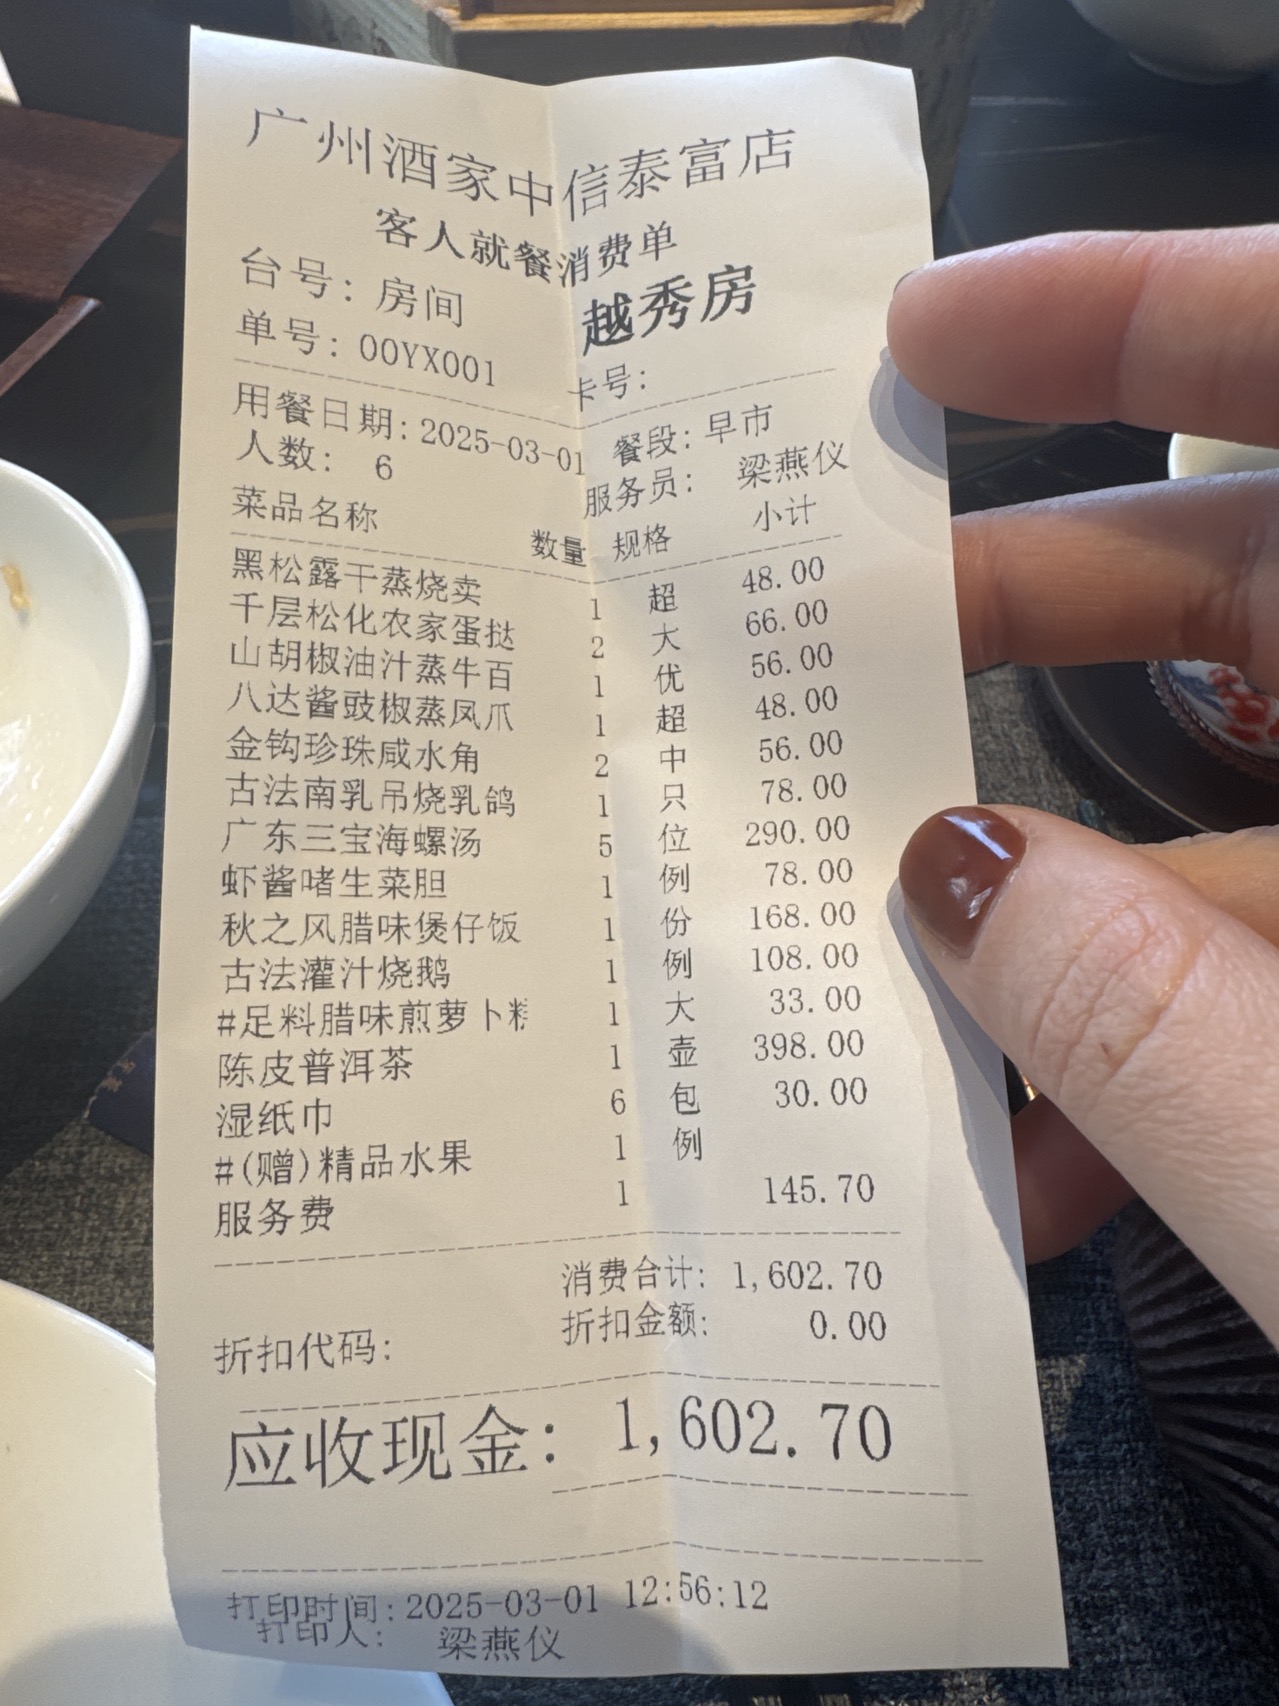 广州酒家中信泰富店
客人就餐消费单
台号：房间 越秀房
单号：00YX001 卡号：
用餐日期：2025-03-01 餐段：早市
人数： 6 服务员： 梁燕仪
菜品名称 数量 规格 小计
黑松露干蒸烧卖 1 超 48.00
千层松化农家蛋挞 2 大 66.00
山胡椒油汁蒸牛百 1 优 56.00
八达酱豉椒蒸凤爪 1 超 48.00
金钩珍珠咸水角 2 中 56.00
古法南乳吊烧乳鸽 1 只 78.00
广东三宝海螺汤 5 位 290.00
虾酱啫生菜胆 1 例 78.00
秋之风腊味煲仔饭 1 份 168.00
古法灌汁烧鹅 1 例 108.00
#足料腊味煎萝卜 1 大 33.00
陈皮普洱茶 1 壶 398.00
湿纸巾 6 包 30.00
#(赠)精品水果 1 例
服务费 1 145.70
消费合计：1,602.70
折扣代码： 折扣金额： 0.00
应收现金：1,602.70
打印时间：2025-03-01 12:56:12
打印人： 梁燕仪